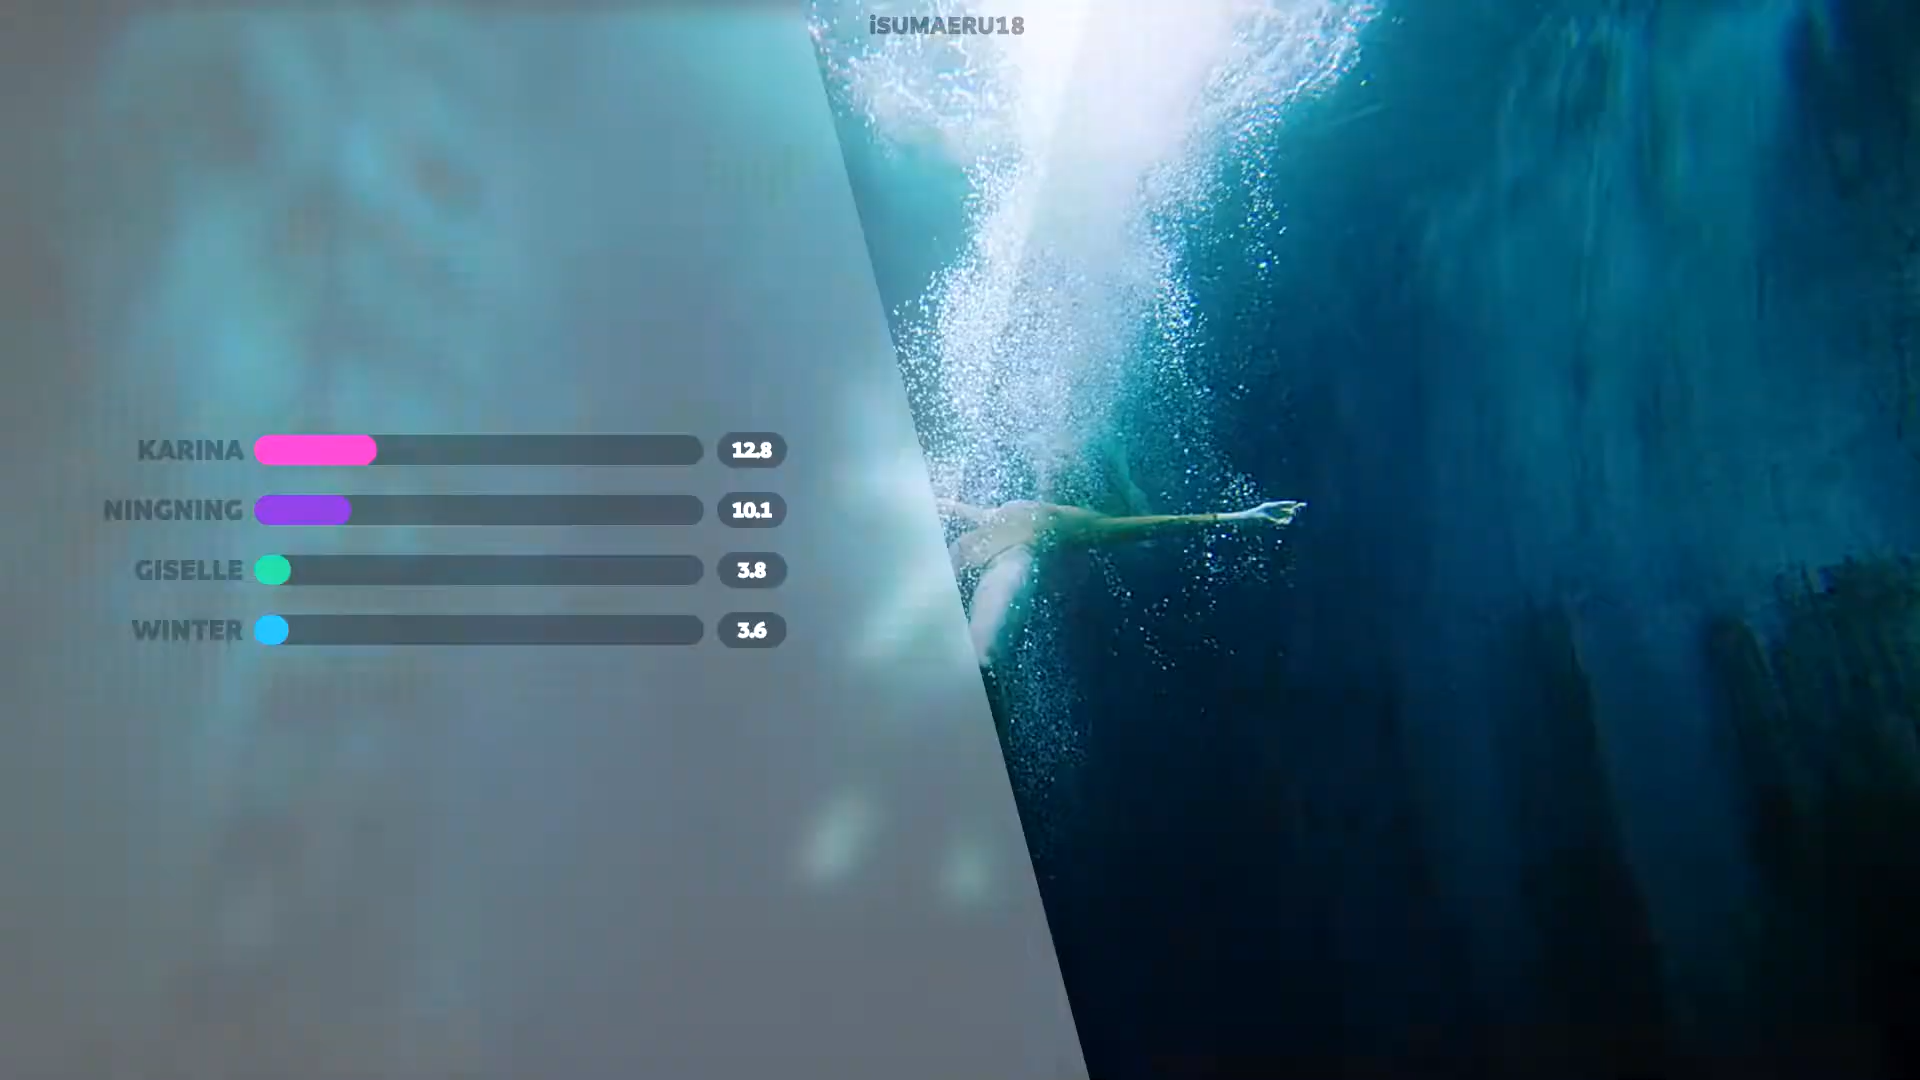 iSUMAERU18
KARINA 12.8
NINGNING 10.1
GISELLE 3.8
WINTER 3.6